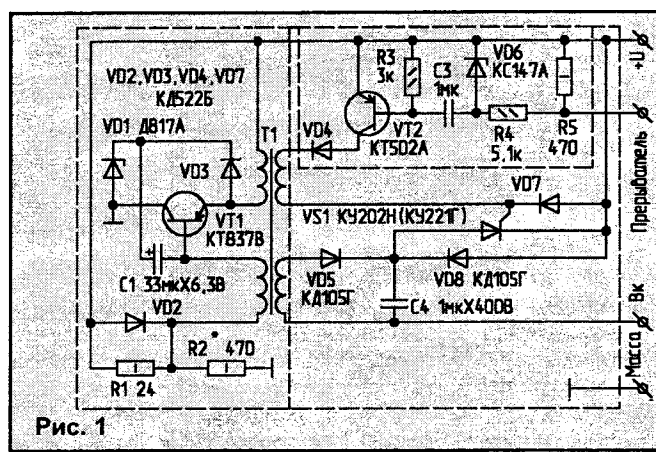 VD2, VD3, VD4, VD7
КД522Б
VD1 Д817А
VD3
T1
VT1
КТ837В
C1 33мкХ6,3В
VD2
R1 24
R2* 470
R3
3к
C3
1мк
VD6
КС147А
VD4
VT2
КТ502А
R4
5,1к
R5
470
VD7
VS1 КУ202Н(КУ221Г)
VD5
КД105Г
VD8 КД105Г
C4 1мкХ400В
+U
Прерыватель
Вк
Масса
Рис. 1